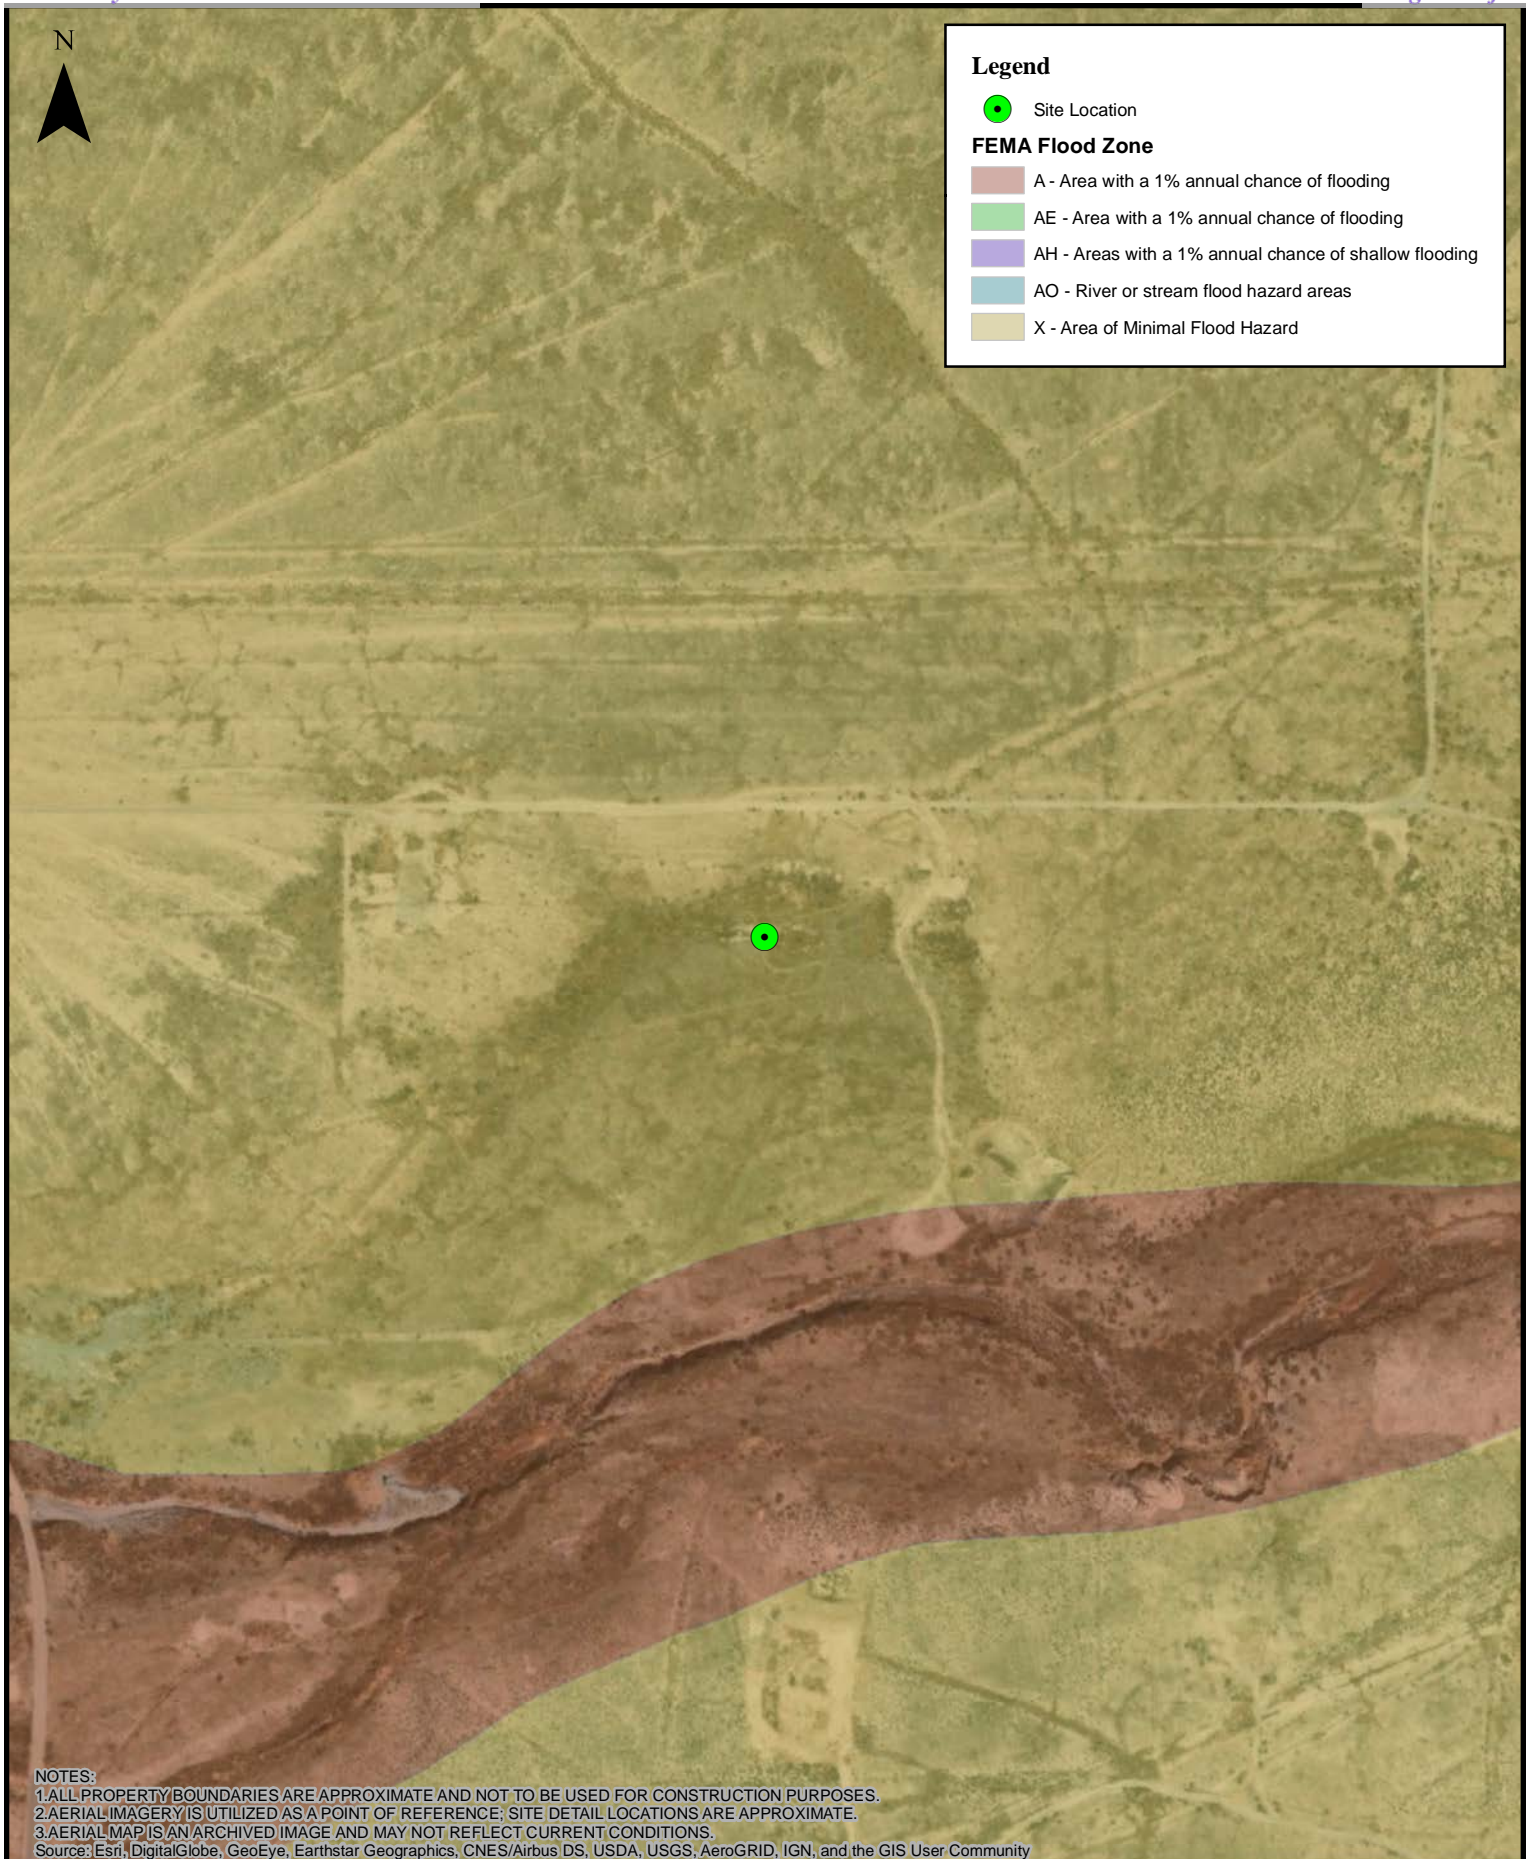 N
Legend
Site Location
FEMA Flood Zone
A - Area with a 1% annual chance of flooding
AE - Area with a 1% annual chance of flooding
AH - Areas with a 1% annual chance of shallow flooding
AO - River or stream flood hazard areas
X - Area of Minimal Flood Hazard
NOTES:
1.ALL PROPERTY BOUNDARIES ARE APPROXIMATE AND NOT TO BE USED FOR CONSTRUCTION PURPOSES.
2.AERIAL IMAGERY IS UTILIZED AS A POINT OF REFERENCE; SITE DETAIL LOCATIONS ARE APPROXIMATE.
3.AERIAL MAP IS AN ARCHIVED IMAGE AND MAY NOT REFLECT CURRENT CONDITIONS.
Source: Esri, DigitalGlobe, GeoEye, Earthstar Geographics, CNES/Airbus DS, USDA, USGS, AeroGRID, IGN, and the GIS User Community